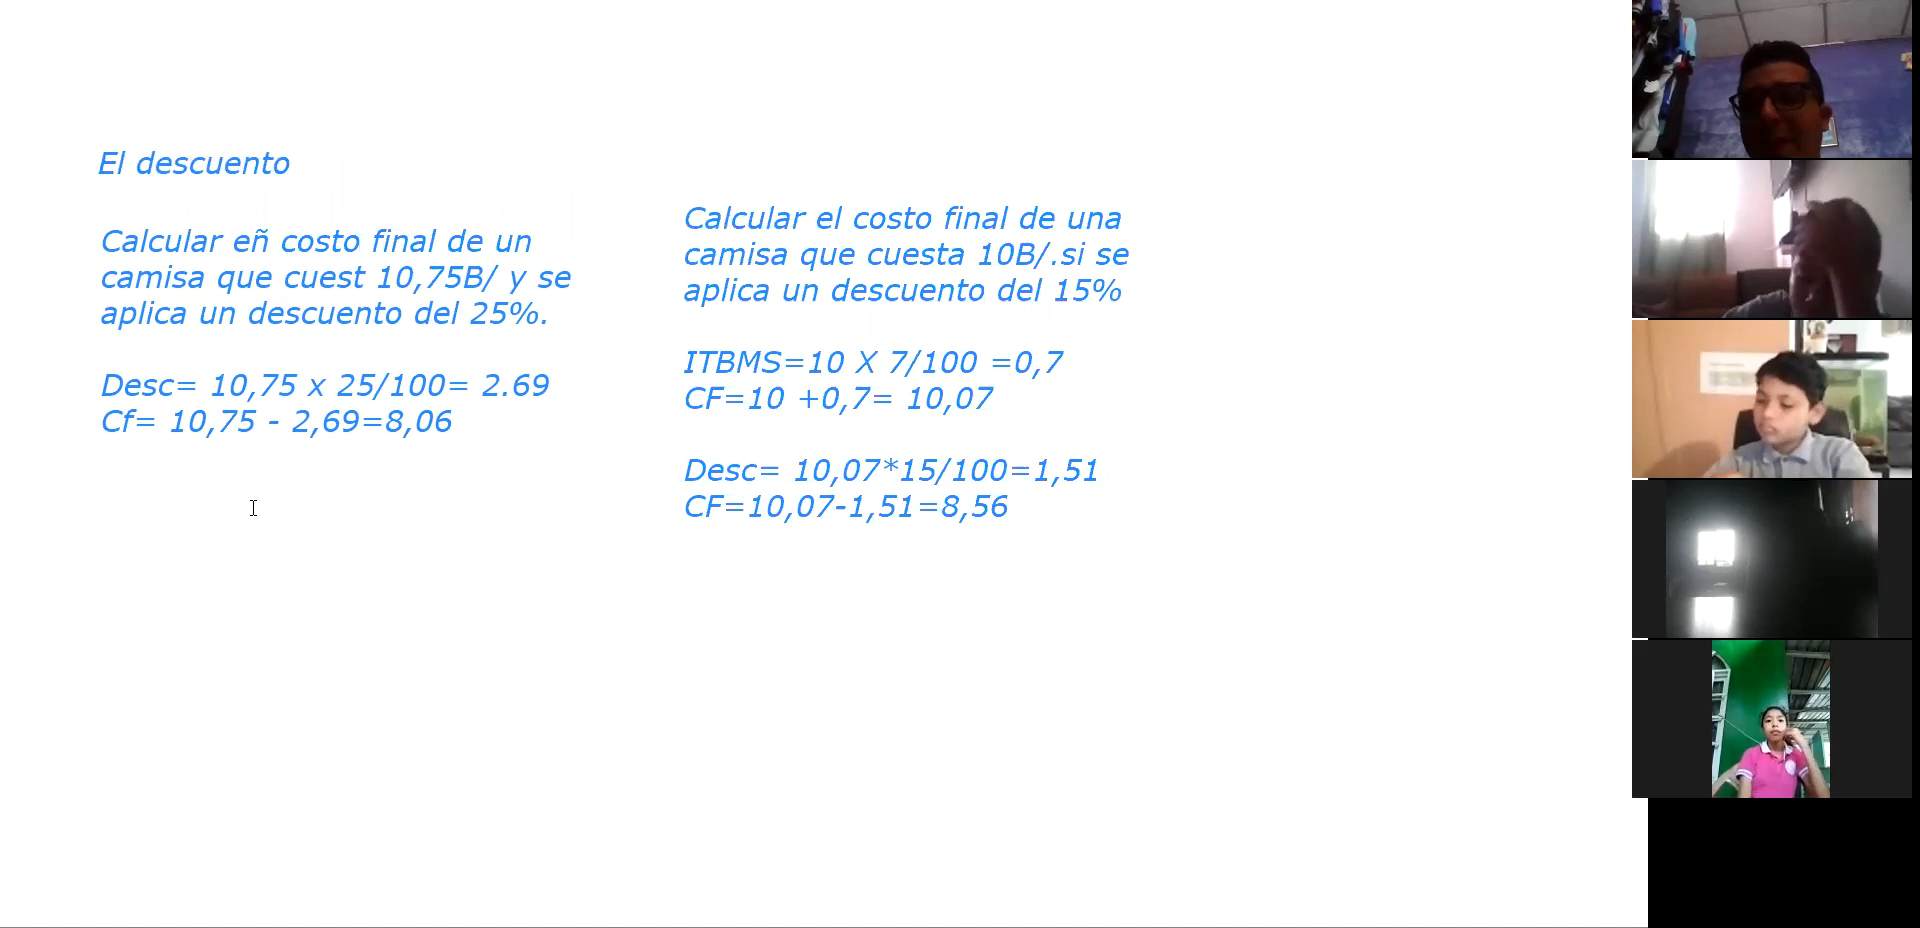 El descuento
Calcular eñ costo final de un
camisa que cuest 10,75B/ y se
aplica un descuento del 25%.
Desc= 10,75 x 25/100= 2.69
Cf= 10,75 - 2,69=8,06
Calcular el costo final de una
camisa que cuesta 10B/.si se
aplica un descuento del 15%
ITBMS=10 X 7/100 =0,7
CF=10 +0,7= 10,07
Desc= 10,07*15/100=1,51
CF=10,07-1,51=8,56